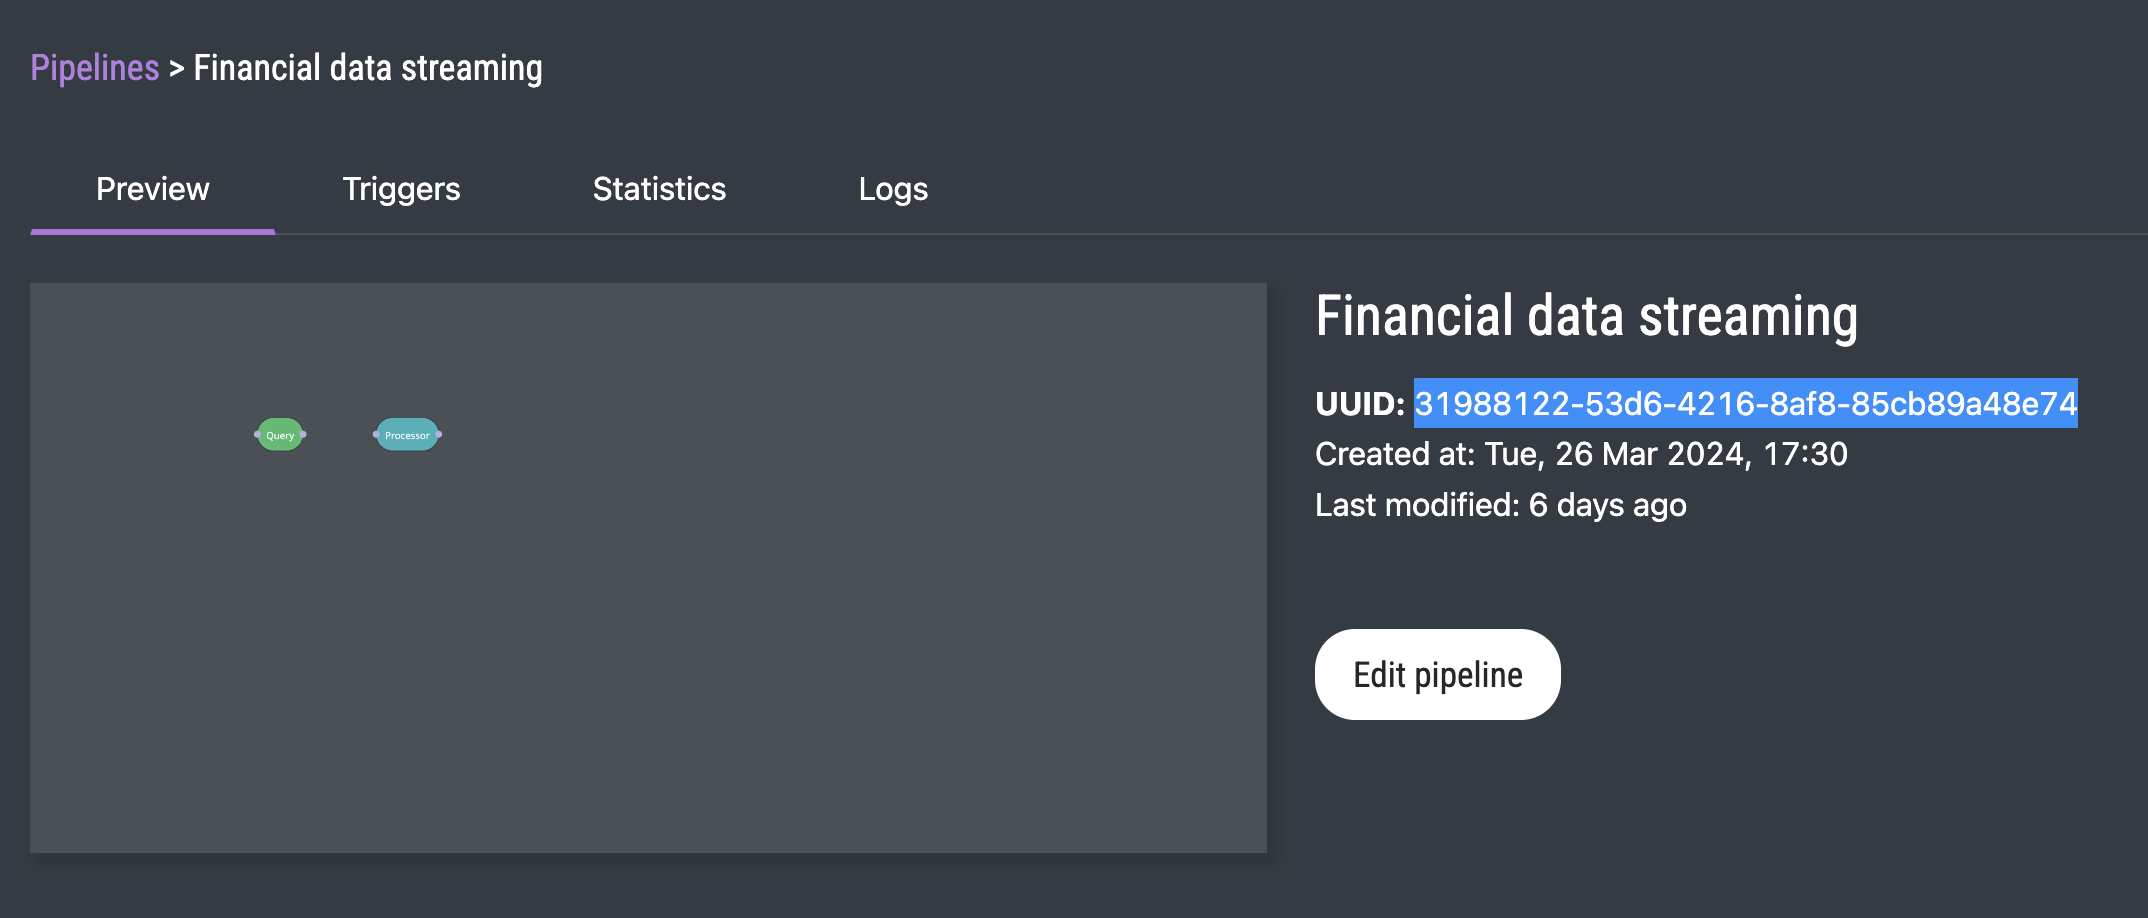 Pipelines > Financial data streaming
Preview Triggers Statistics Logs
Query Processor
Financial data streaming
UUID: 31988122-53d6-4216-8af8-85cb89a48e74
Created at: Tue, 26 Mar 2024, 17:30
Last modified: 6 days ago
Edit pipeline